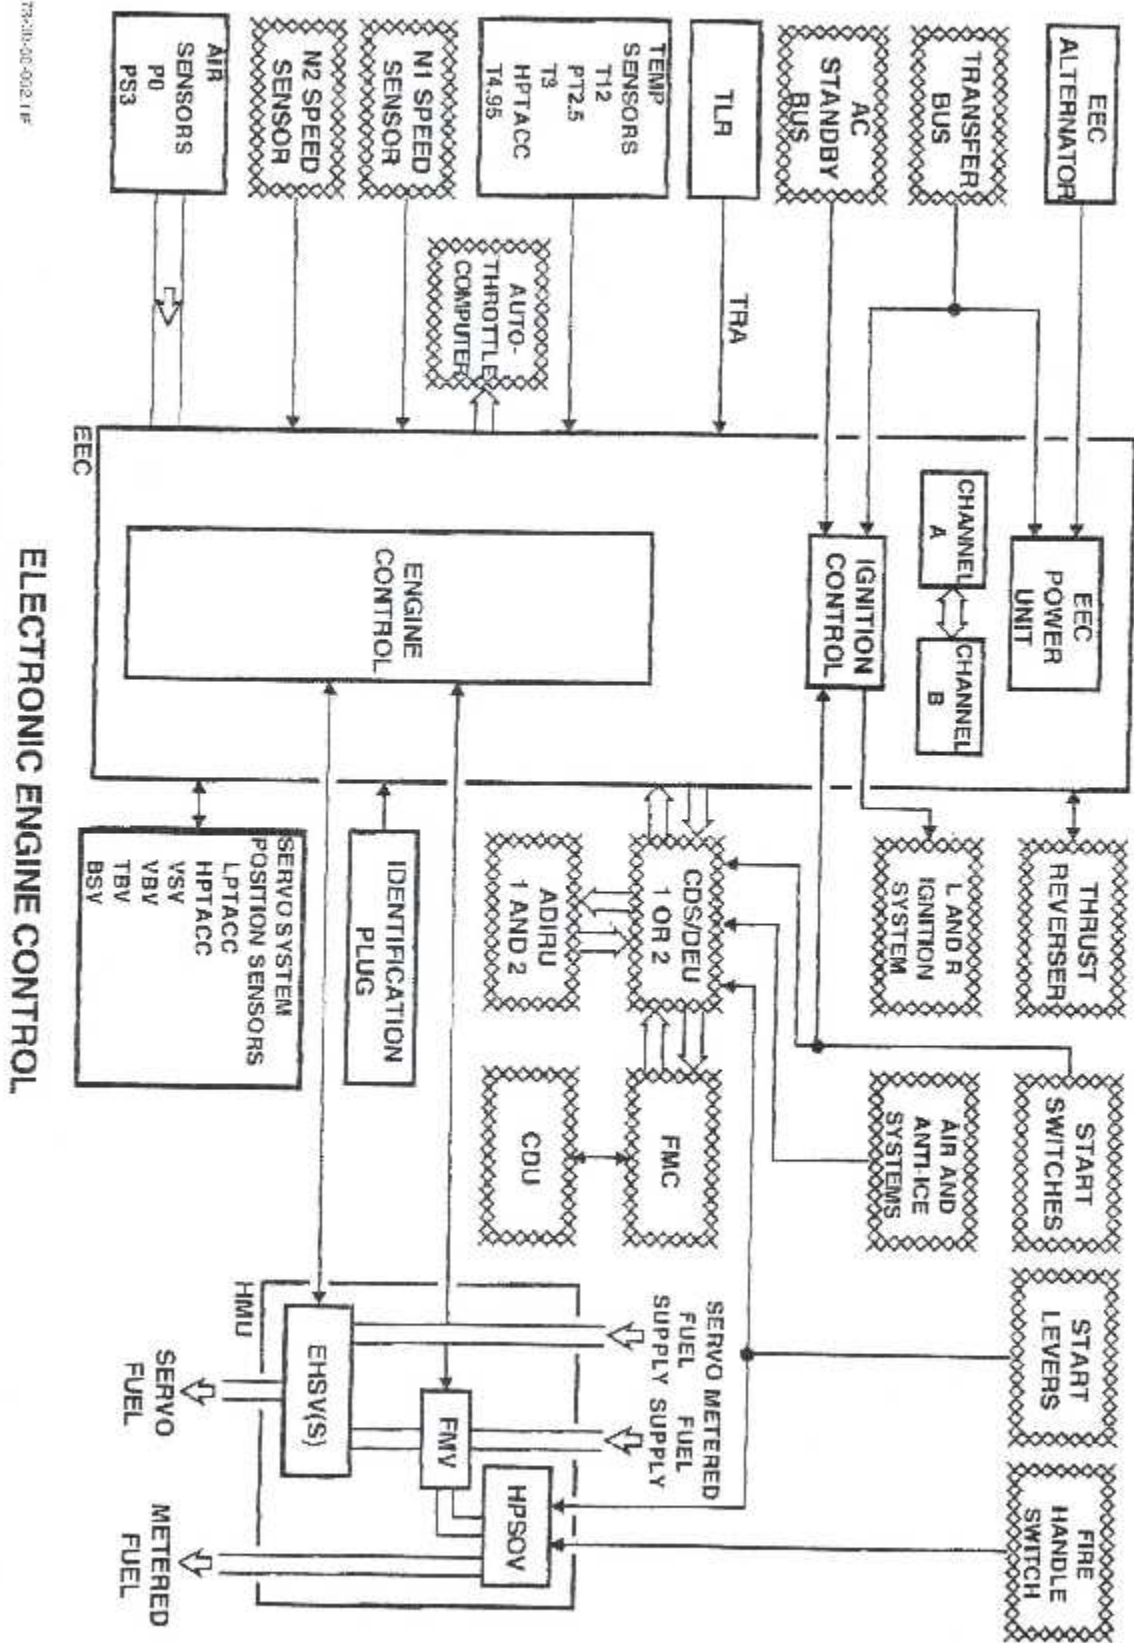 EEC
ALTERNATOR
TRANSFER
BUS
AC
STANDBY
BUS
TLR
TEMP
SENSORS
T12
PT2.5
T3
HPTACC
T4.95
N1 SPEED
SENSOR
N2 SPEED
SENSOR
AIR
SENSORS
P0
PS3
TRA
AUTO-
THROTTLE
COMPUTER
EEC
EEC
POWER
UNIT
CHANNEL
A
CHANNEL
B
IGNITION
CONTROL
ENGINE
CONTROL
THRUST
REVERSER
L AND R
IGNITION
SYSTEM
CDS/DEU
1 OR 2
ADIRU
1 AND 2
IDENTIFICATION
PLUG
SERVO SYSTEM
POSITION SENSORS
LPTACC
HPTACC
VSV
VBV
TBV
BSV
START
SWITCHES
AIR AND
ANTI-ICE
SYSTEMS
FMC
CDU
START
LEVERS
FIRE
HANDLE
SWITCH
SERVO METERED
FUEL FUEL
SUPPLY SUPPLY
HMU
EHSV(S)
FMV
HPSOV
SERVO
FUEL
METERED
FUEL
ELECTRONIC ENGINE CONTROL